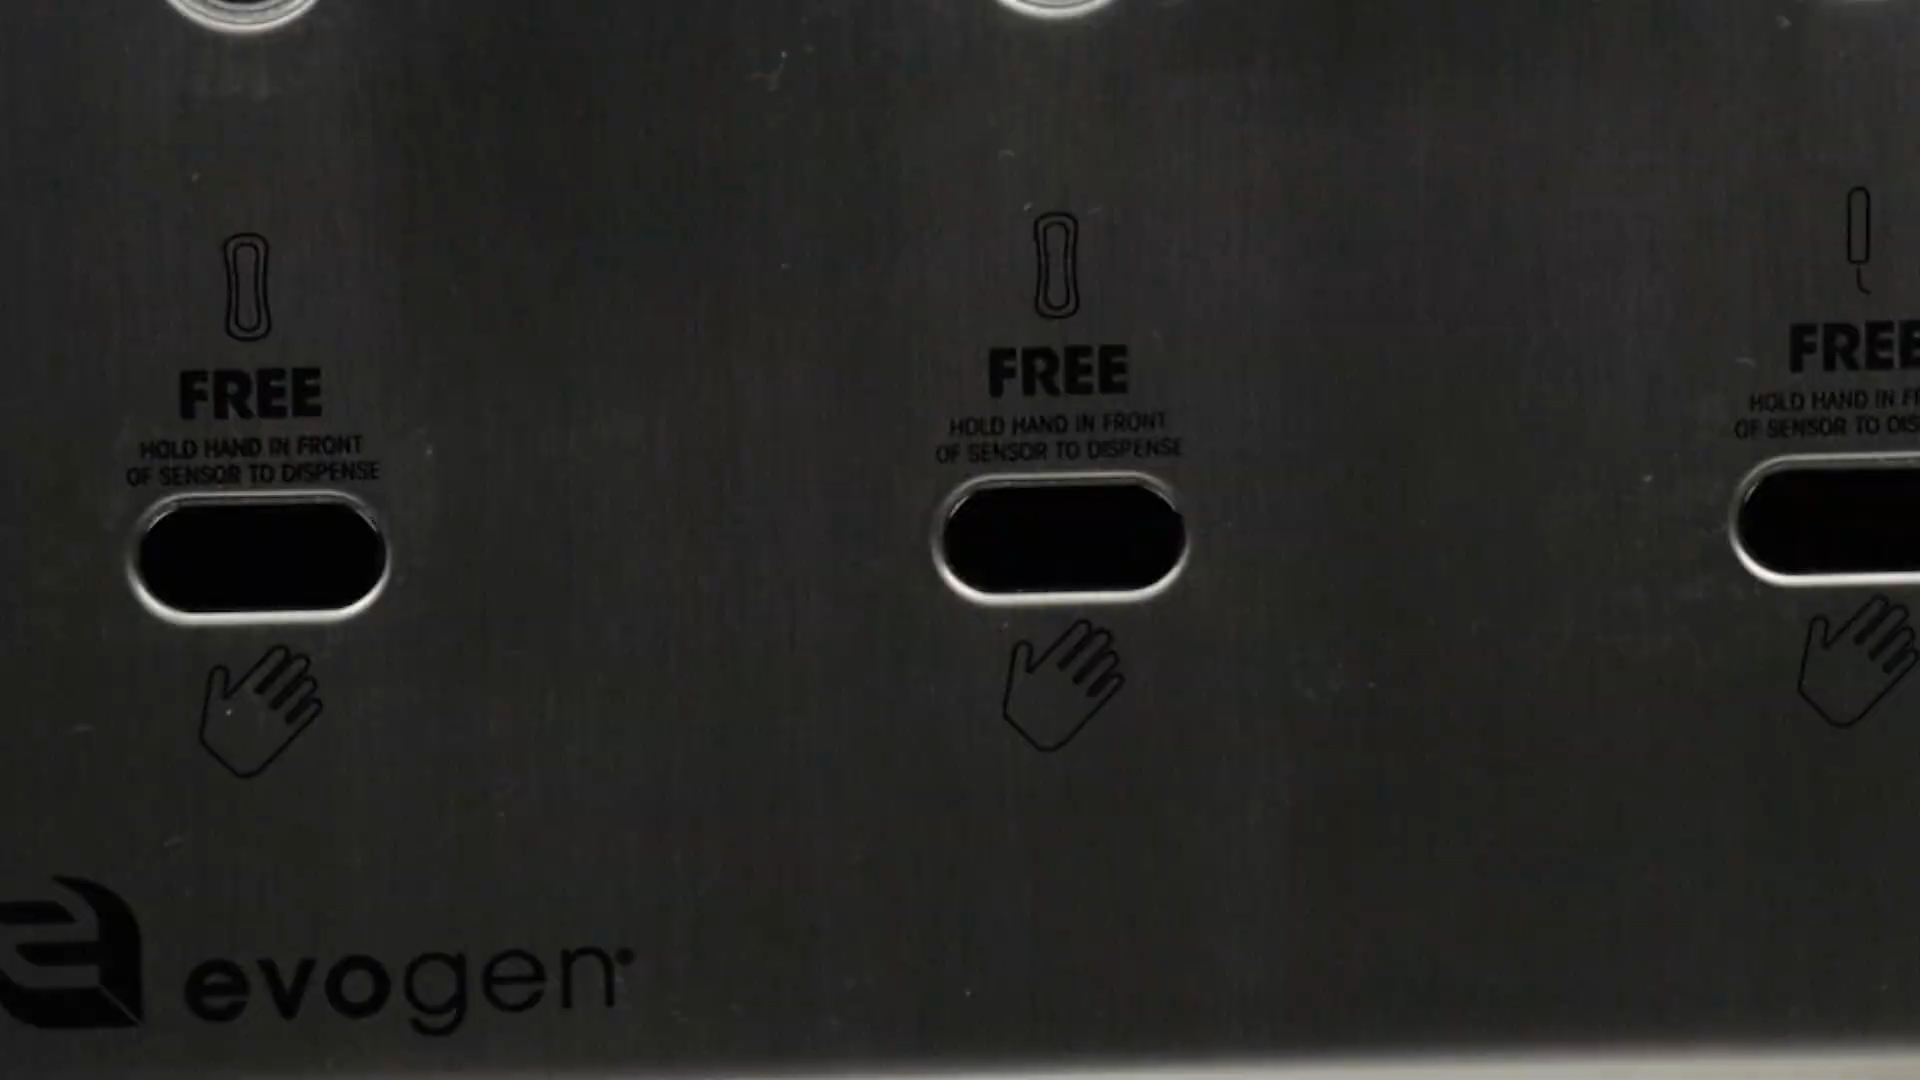 FREE
HOLD HAND IN FRONT
OF SENSOR TO DISPENSE
FREE
HOLD HAND IN FRONT
OF SENSOR TO DISPENSE
FREE
HOLD HAND IN
OF SENSOR TO
evogen